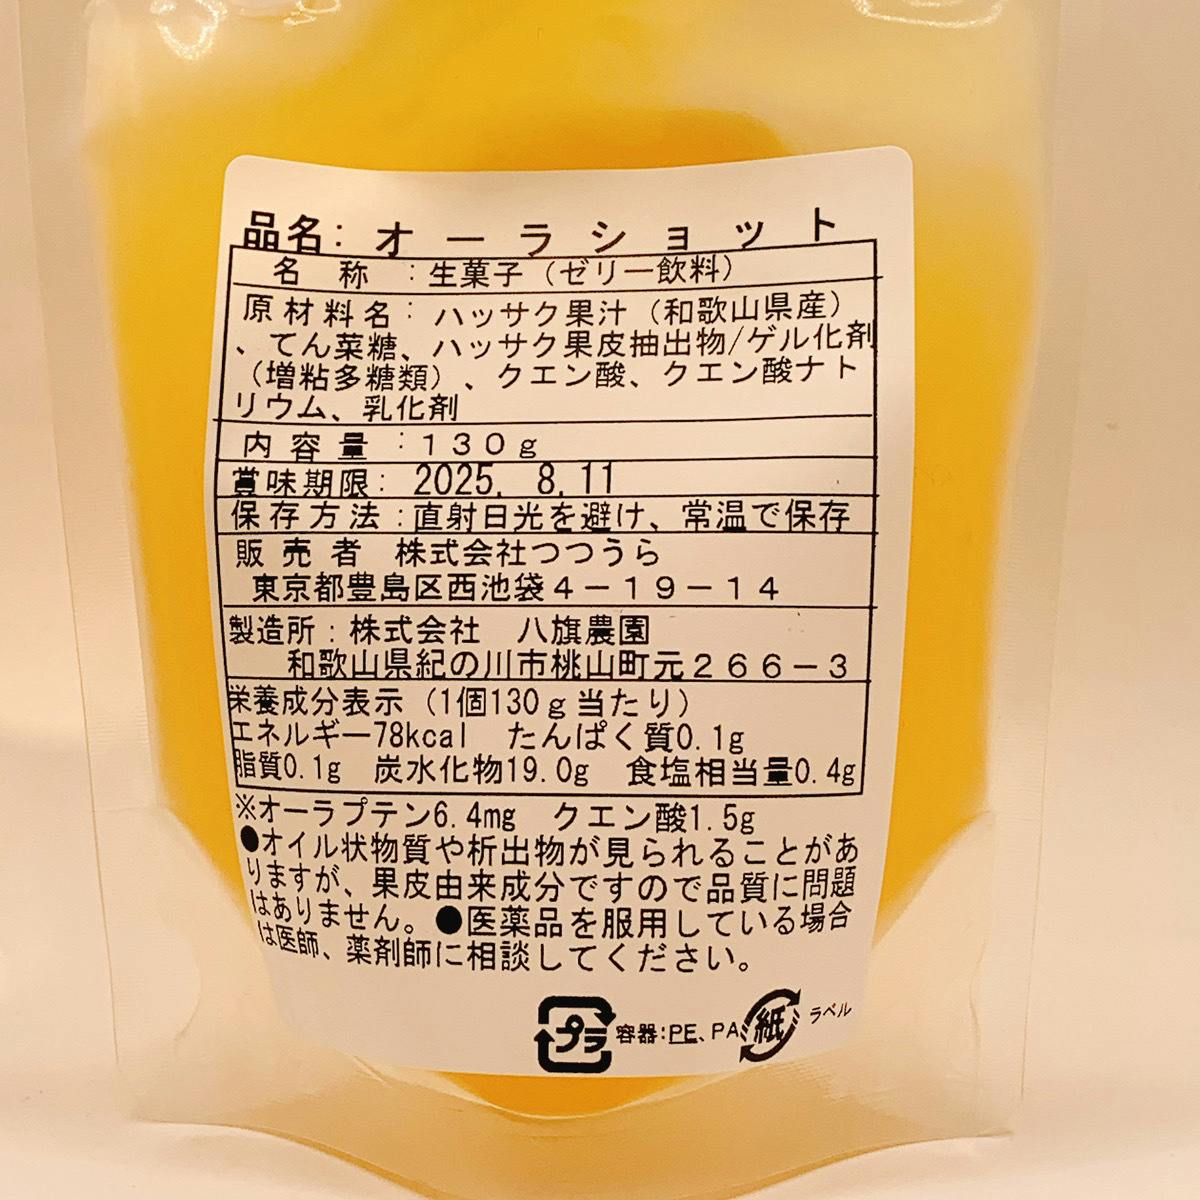 品名:オーラショット
名称:生菓子(ゼリー飲料)
原材料名:ハッサク果汁(和歌山県産)
、てん菜糖、ハッサク果皮抽出物/ゲル化剤
(増粘多糖類)、クエン酸、クエン酸ナト
リウム、乳化剤
内容量:130g
賞味期限:2025.8.11
保存方法:直射日光を避け、常温で保存
販売者 株式会社つつうら
東京都豊島区西池袋4-19-14
製造所:株式会社 八旗農園
和歌山県紀の川市桃山町元266-3
栄養成分表示(1個130g当たり)
エネルギー78kcal たんぱく質0.1g
脂質0.1g 炭水化物19.0g 食塩相当量0.4g
※オーラプテン6.4mg クエン酸1.5g
●オイル状物質や析出物が見られることがあ
りますが、果皮由来成分ですので品質に問題
はありません。●医薬品を服用している場合
は医師、薬剤師に相談してください。
プラ 容器:PE、PA 紙 ラベル